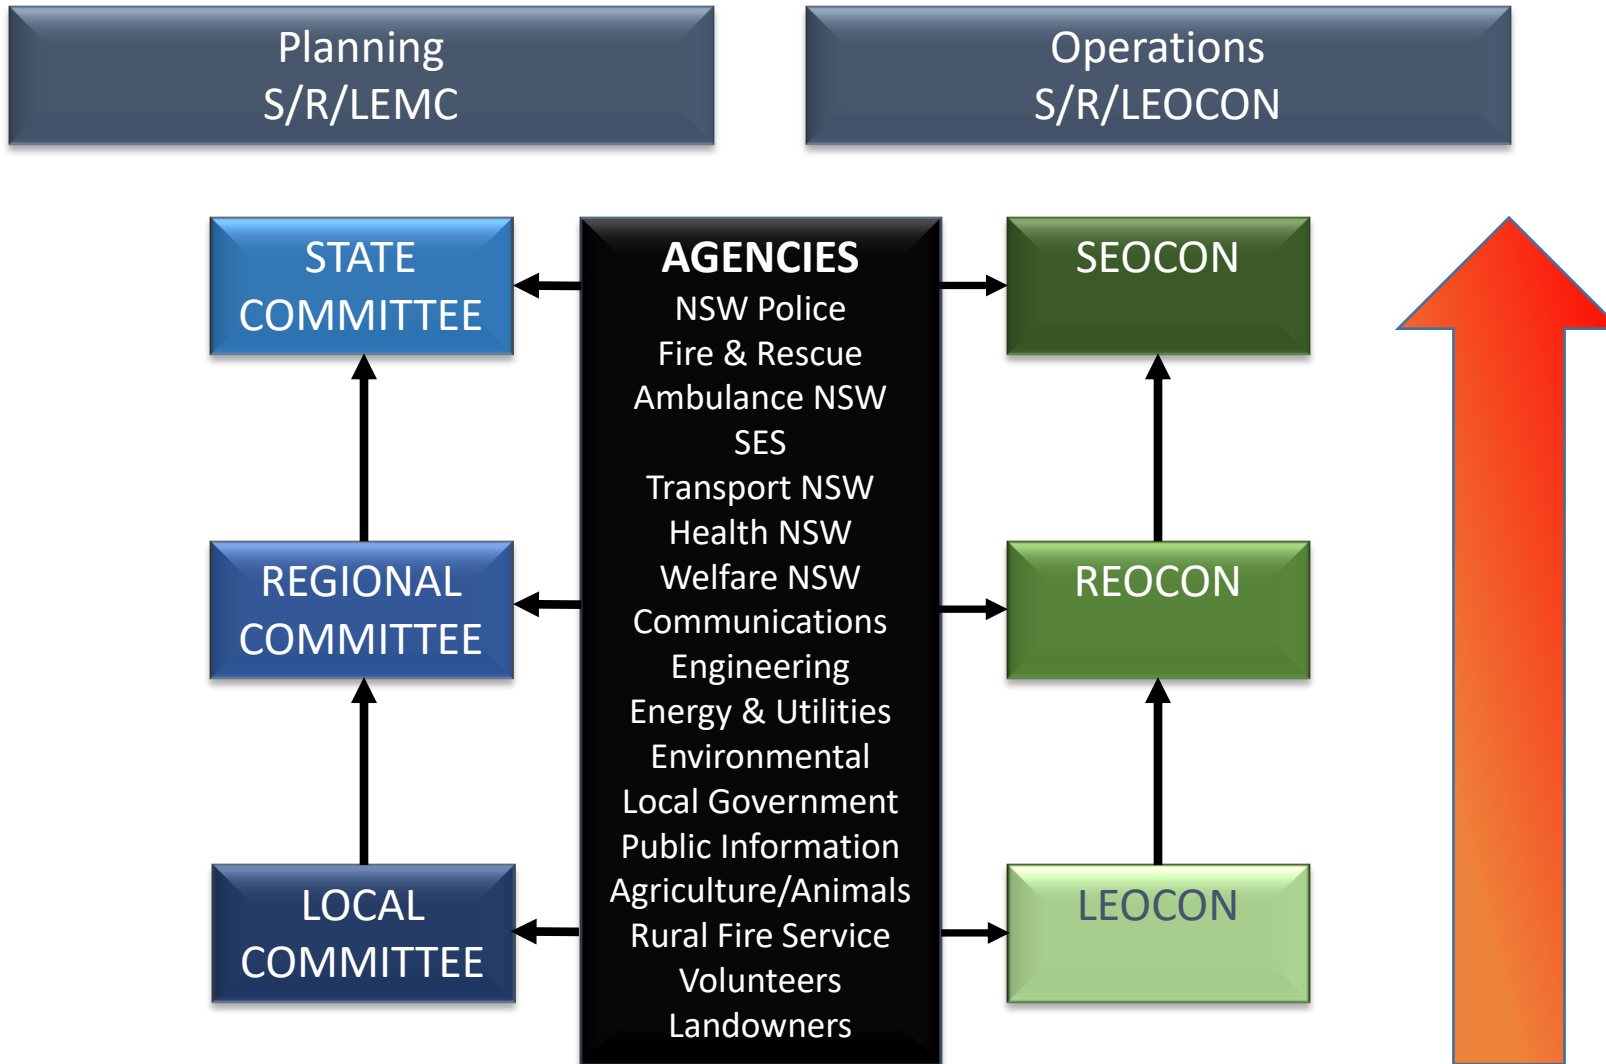 Planning
S/R/LEMC
Operations
S/R/LEOCON
STATE
COMMITTEE
REGIONAL
COMMITTEE
LOCAL
COMMITTEE
AGENCIES
NSW Police
Fire & Rescue
Ambulance NSW
SES
Transport NSW
Health NSW
Welfare NSW
Communications
Engineering
Energy & Utilities
Environmental
Local Government
Public Information
Agriculture/Animals
Rural Fire Service
Volunteers
Landowners
SEOCON
REOCON
LEOCON